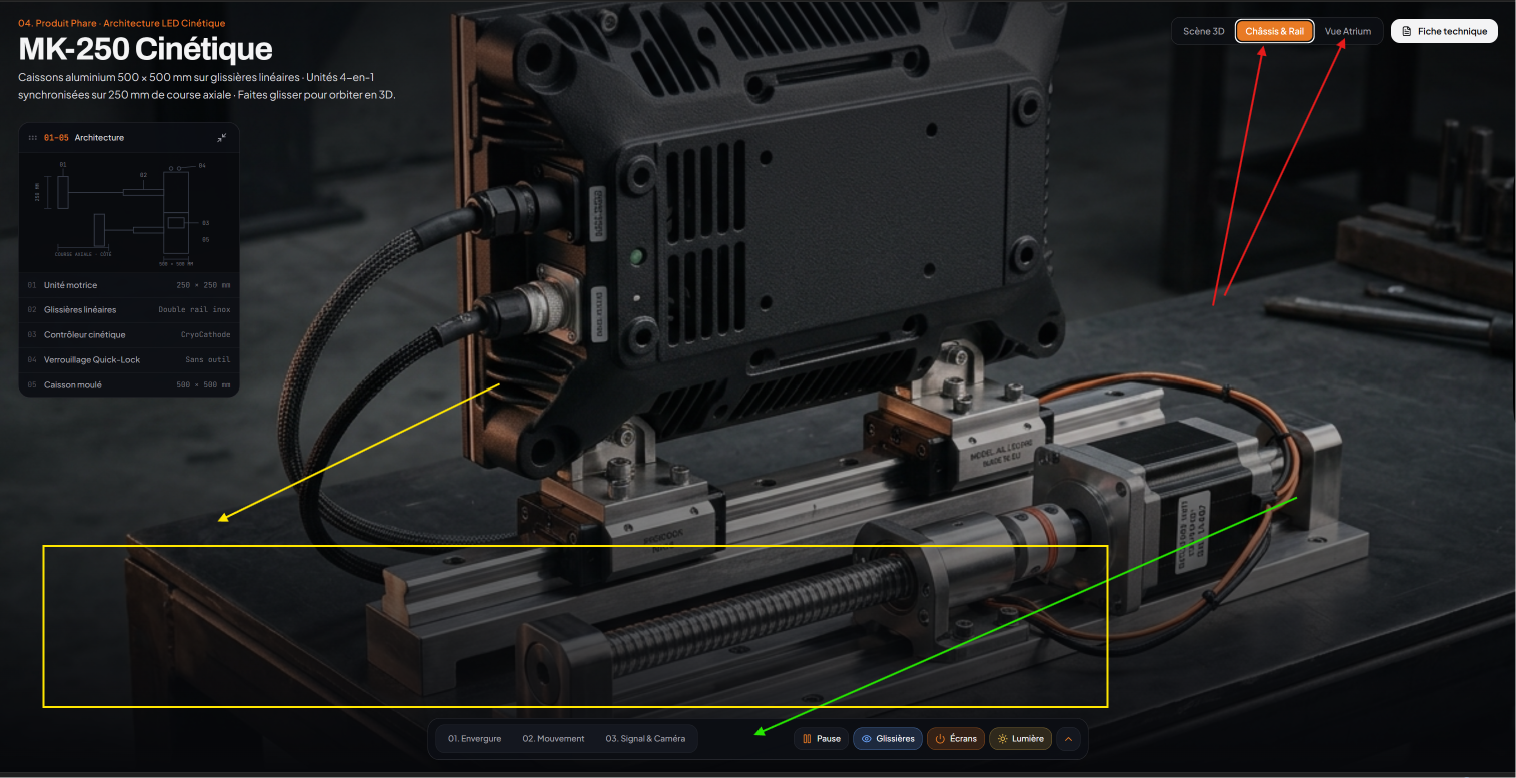 04. Produit Phare · Architecture LED Cinétique
MK-250 Cinétique
Caissons aluminium 500 × 500 mm sur glissières linéaires · Unités 4-en-1
synchronisées sur 250 mm de course axiale · Faites glisser pour orbiter en 3D.
Scène 3D
Châssis & Rail
Vue Atrium
Fiche technique
01-05 Architecture
01
02
04
250 MM
03
05
COURSE AXIALE · CÔTÉ
500 × 500 MM
01 Unité motrice 250 × 250 mm
02 Glissières linéaires Double rail inox
03 Contrôleur cinétique CryoCathode
04 Verrouillage Quick-Lock Sans outil
05 Caisson moulé 500 × 500 mm
01. Envergure
02. Mouvement
03. Signal & Caméra
Pause
Glissières
Écrans
Lumière